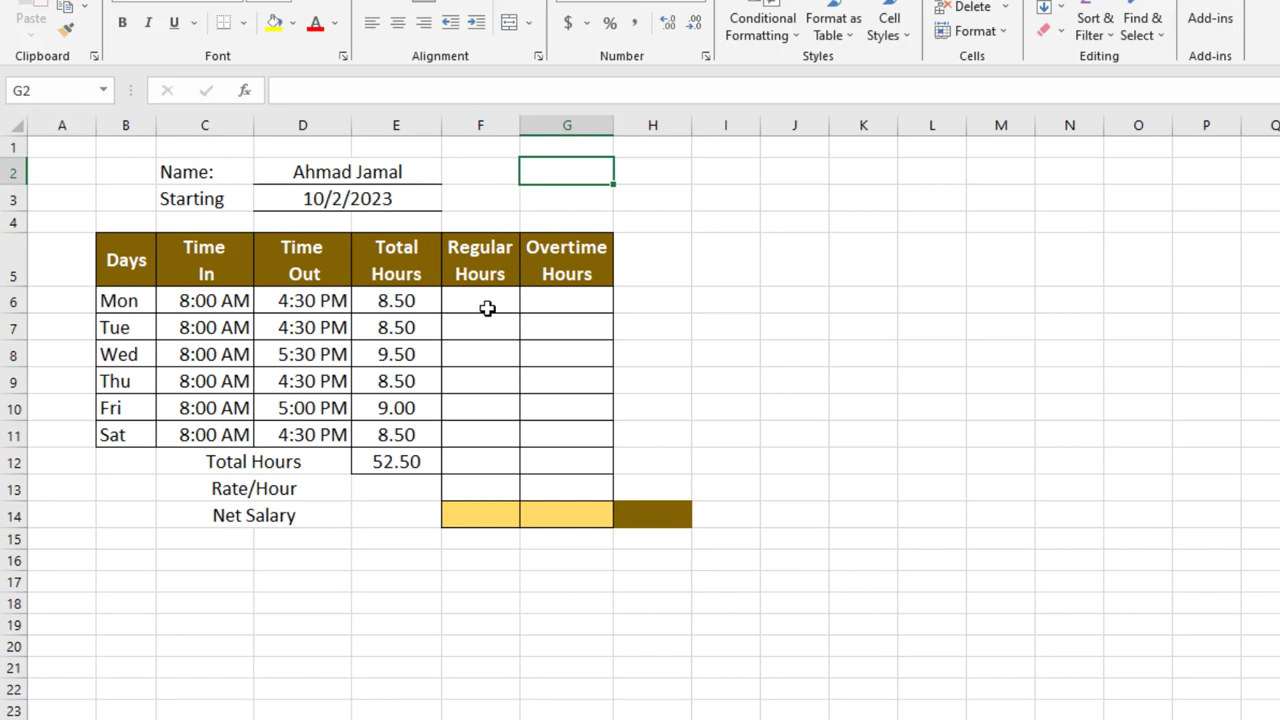 Paste
B I U
$ % ,
Conditional Formatting
Format as Table
Cell Styles
Delete
Format
Sort & Filter
Find & Select
Add-ins
Clipboard Font Alignment Number Styles Cells Editing Add-ins
G2 fx
A B C D E F G H I J K L M N O P Q
1
2 Name: Ahmad Jamal
3 Starting 10/2/2023
4
5 Days Time In Time Out Total Hours Regular Hours Overtime Hours
6 Mon 8:00 AM 4:30 PM 8.50
7 Tue 8:00 AM 4:30 PM 8.50
8 Wed 8:00 AM 5:30 PM 9.50
9 Thu 8:00 AM 4:30 PM 8.50
10 Fri 8:00 AM 5:00 PM 9.00
11 Sat 8:00 AM 4:30 PM 8.50
12 Total Hours 52.50
13 Rate/Hour
14 Net Salary
15
16
17
18
19
20
21
22
23